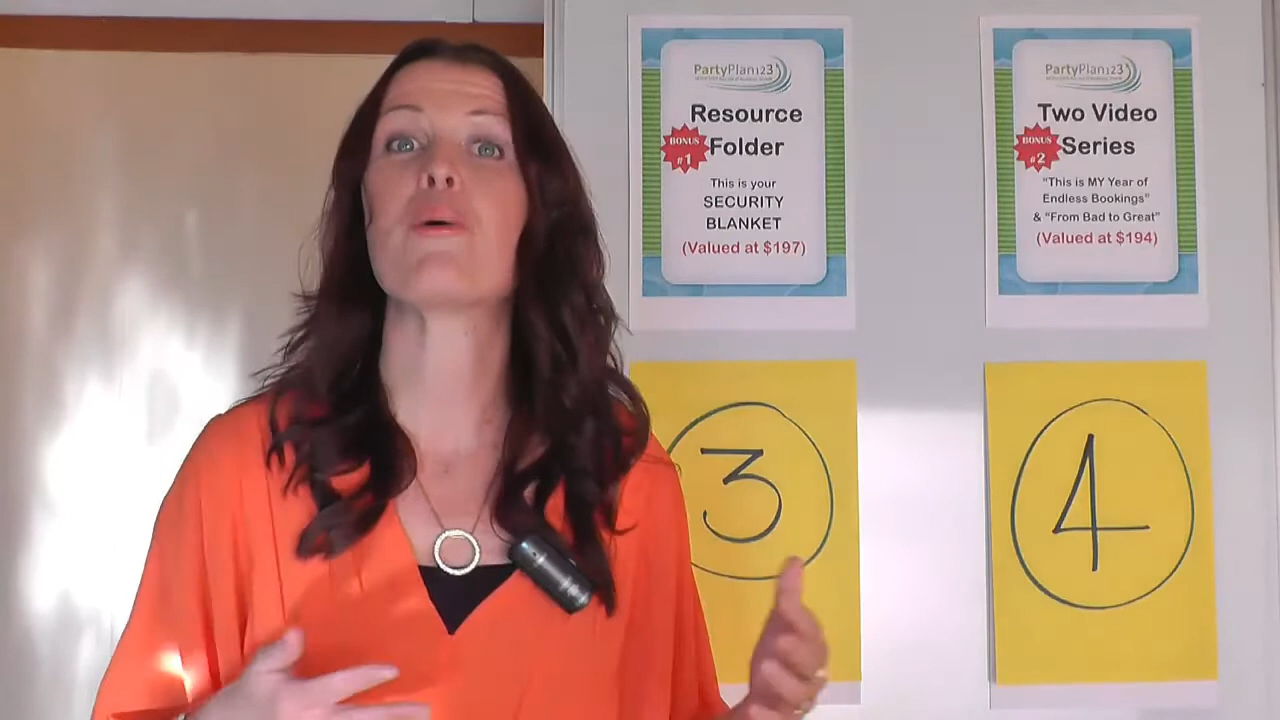 PartyPlan123
Resource
BONUS
#1
Folder
This is your
SECURITY
BLANKET
(Valued at $197)
PartyPlan123
Two Video
BONUS
#2
Series
"This is MY Year of
Endless Bookings"
& "From Bad to Great"
(Valued at $194)
3
4